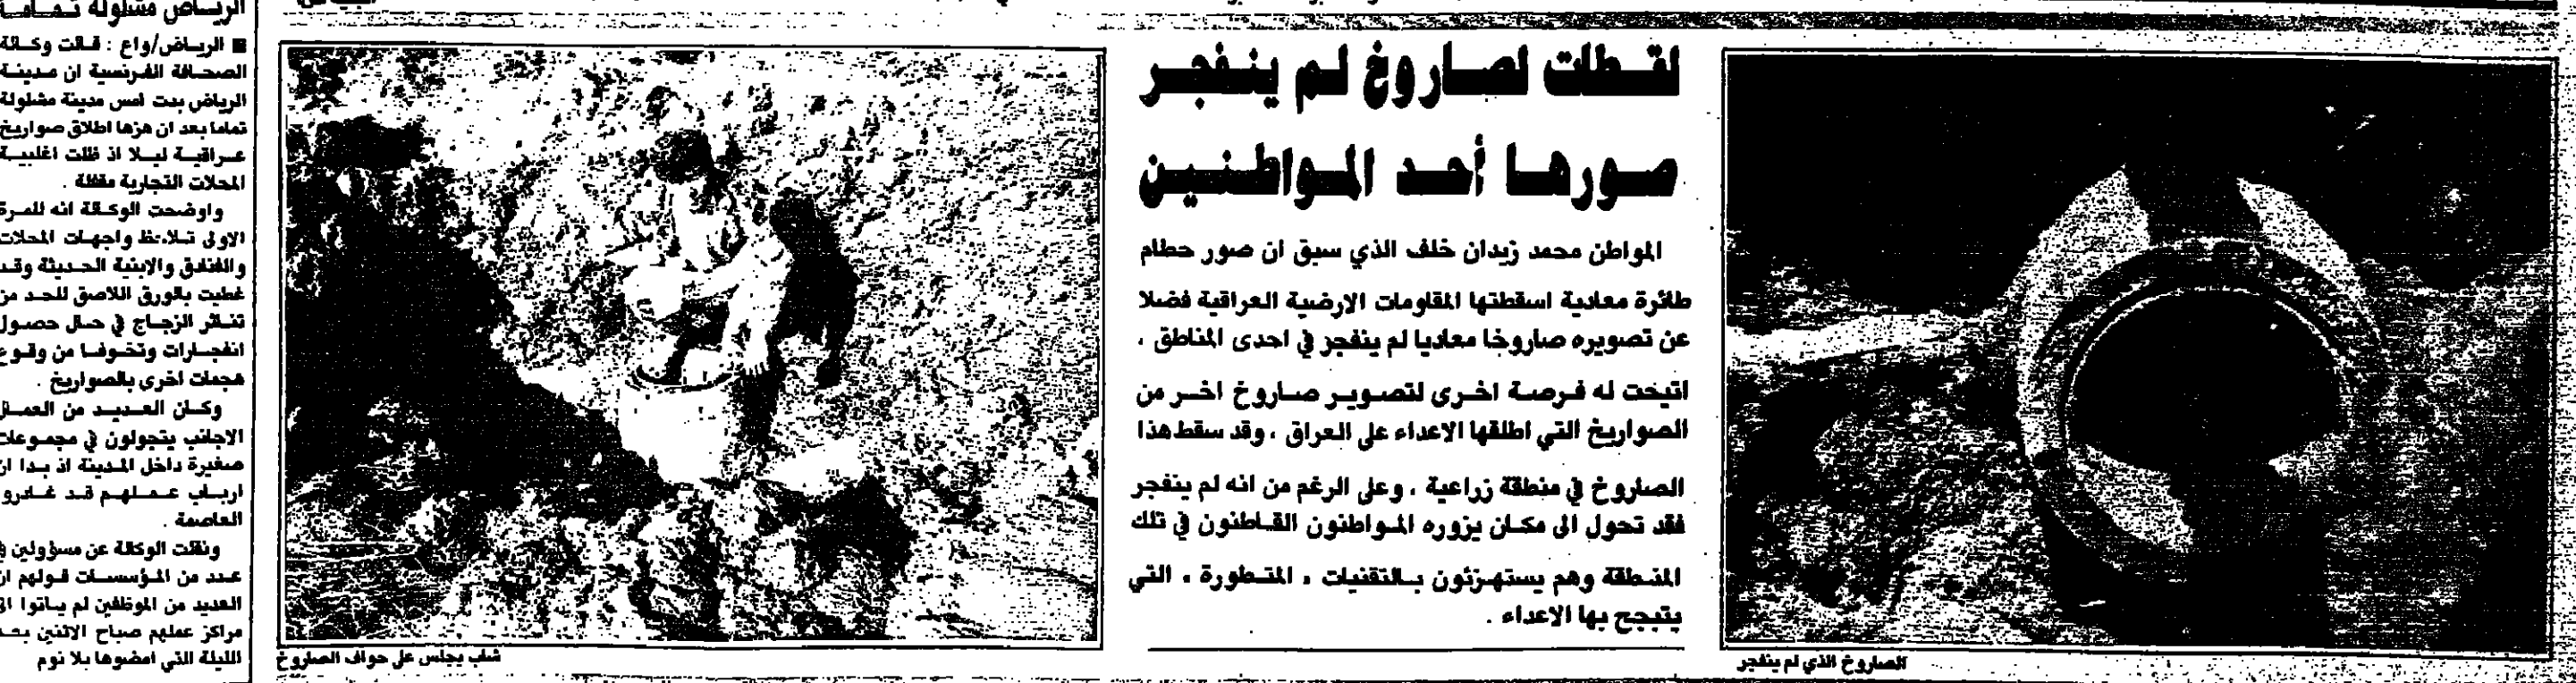 لقطات لصاروخ لم ينفجر
صورها أحد المواطنين
المواطن محمد زيدان خلف الذي سبق ان صور حطام
طائرة معادية اسقطتها المقاومات الارضية العراقية فضلا
عن تصويره صاروخا معاديا لم ينفجر في احدى المناطق .
اتيحت له فرصة اخرى لتصوير صاروخ اخر من
الصواريخ التي اطلقها الاعداء على العراق ، وقد سقط هذا
الصاروخ في منطقة زراعية ، وعلى الرغم من انه لم ينفجر
فقد تحول الى مكان يزوره المواطنون القاطنون في تلك
المنطقة وهم يستهزئون بالتقنيات ، المتطورة ، التي
يتبجح بها الاعداء .
الصاروخ الذي لم ينفجر
شاب يجلس على حواف الصاروخ
الرياض مشلولة تماما
■ الرياض/واع : قالت وكالة
الصحافة الفرنسية ان مدينة
الرياض بدت امس مدينة مشلولة
تماما بعد ان هزها اطلاق صواريخ
عراقية ليلا اذ ظلت اغلبية
المحلات التجارية مقفلة .
واوضحت الوكالة انه للمرة
الاولى تلاحظ واجهات المحلات
والفنادق والابنية الحديثة وقد
غطيت بالورق اللاصق للحد من
تناثر الزجاج في حال حصول
انفجارات وتخوفا من وقوع
هجمات اخرى بالصواريخ .
وكان العديد من العمال
الاجانب يتجولون في مجموعات
صغيرة داخل المدينة اذ بدا ان
ارباب عملهم قد غادروا
العاصمة .
ونقلت الوكالة عن مسؤولين في
عدد من المؤسسات قولهم ان
العديد من الموظفين لم ياتوا الى
مراكز عملهم صباح الاثنين بعد
الليلة التي امضوها بلا نوم